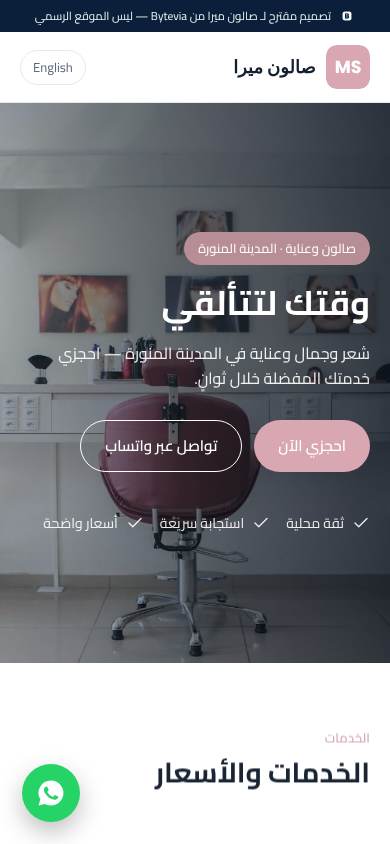 تصميم مقترح لـ صالون ميرا من Bytevia — ليس الموقع الرسمي
MS
صالون ميرا
English
صالون وعناية · المدينة المنورة
وقتك لتتألقي
شعر وجمال وعناية في المدينة المنورة — احجزي
خدمتك المفضلة خلال ثوانٍ.
احجزي الآن
تواصل عبر واتساب
ثقة محلية
استجابة سريعة
أسعار واضحة
الخدمات
الخدمات والأسعار